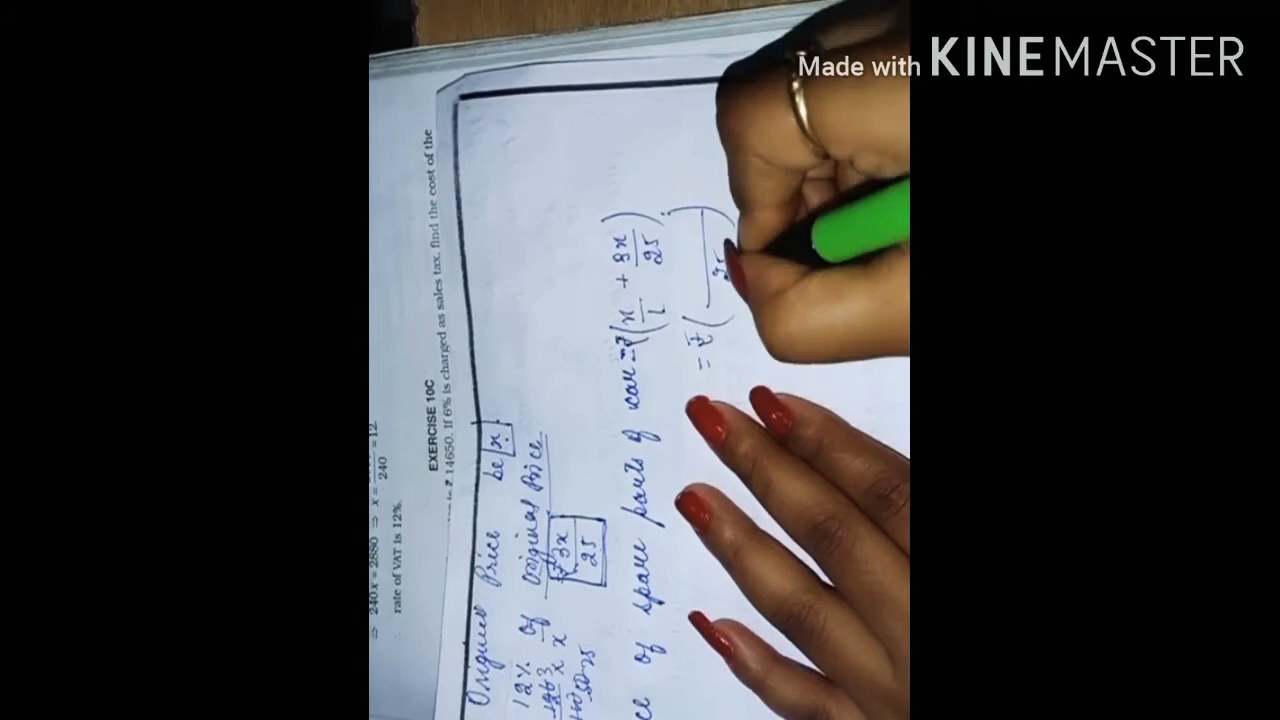 Made with KINEMASTER
⇒ 240x = 2880 ⇒ x = 240 = 12
∴ rate of VAT is 12%.
EXERCISE 10C
14650. If 6% is charged as sales tax, find the cost of the
Original Price be x
12% of Original Price
x x ₹3x
25
of spare parts of car = ₹(x/1 + 3x/25)
= ₹( /25)